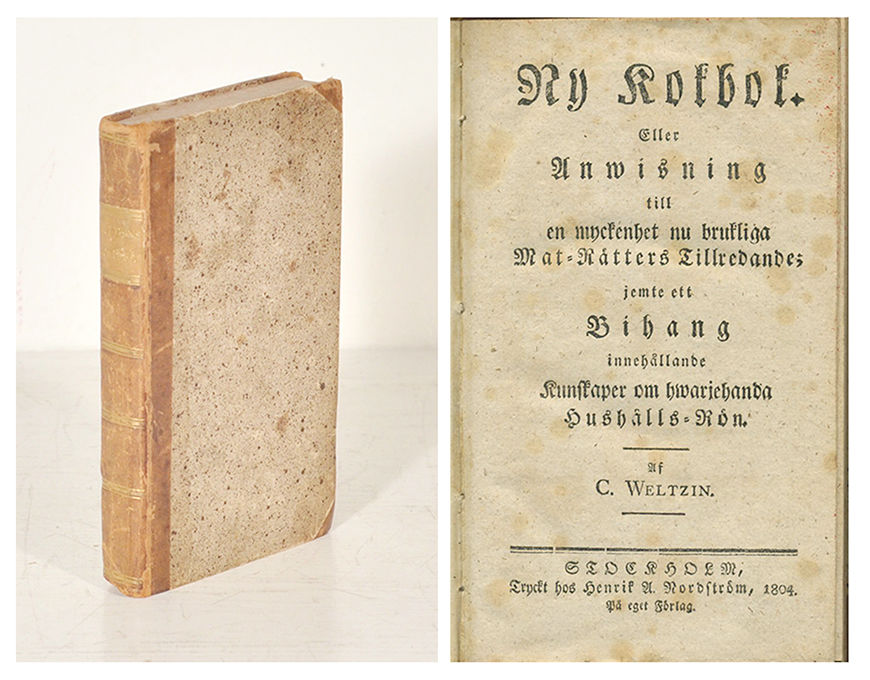 Ny Kokbok.
Eller
Anwisning
till
en myckenhet nu brukliga
Mat-Rätters Tillredande;
jemte ett
Bihang
innehållande
Kunskaper om hwarjehanda
Hushålls-Rön.
Af
C. WELTZIN.
STOCKHOLM,
Tryckt hos Henrik A. Nordström, 1804.
På eget Förlag.